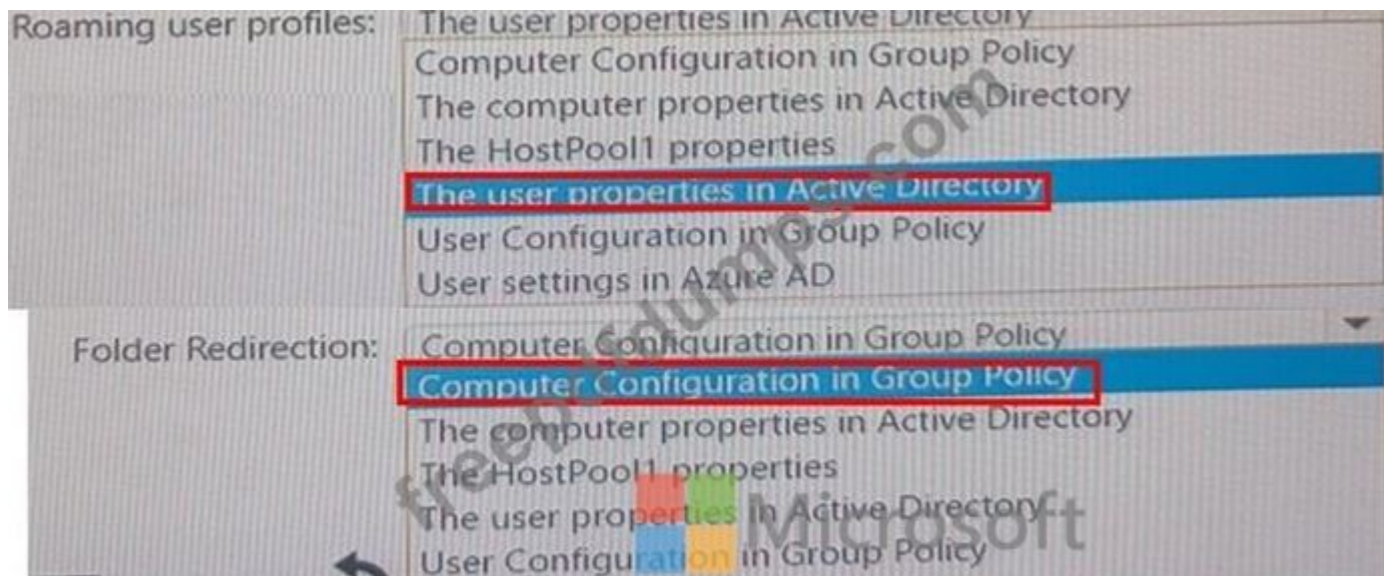 Roaming user profiles: The user properties in Active Directory
Computer Configuration in Group Policy
The computer properties in Active Directory
The HostPool1 properties
The user properties in Active Directory
User Configuration in Group Policy
User settings in Azure AD
Folder Redirection: Computer Configuration in Group Policy
Computer Configuration in Group Policy
The computer properties in Active Directory
The HostPool1 properties
The user properties in Active Directory
User Configuration in Group Policy
freepdfdumps.com
Microsoft